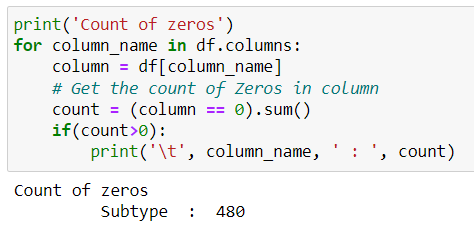 print('Count of zeros')
for column_name in df.columns:
    column = df[column_name]
    # Get the count of Zeros in column
    count = (column == 0).sum()
    if(count>0):
        print('\t', column_name, ' : ', count)
Count of zeros
         Subtype  :  480